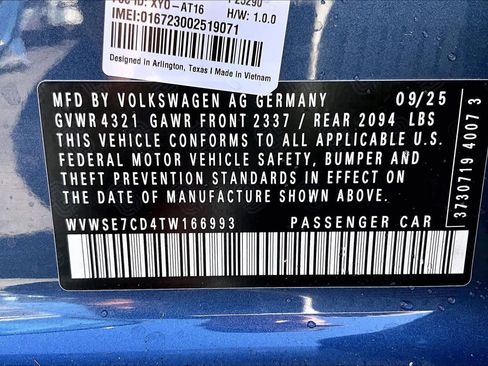 ID: XYO-AT16
H/W: 1.0.0
IMEI:016723002519071
Designed in Arlington, Texas I Made in Vietnam
MFD BY VOLKSWAGEN AG GERMANY 09/25
GVWR 4321 GAWR FRONT 2337 / REAR 2094 LBS
THIS VEHICLE CONFORMS TO ALL APPLICABLE U.S.
FEDERAL MOTOR VEHICLE SAFETY, BUMPER AND
THEFT PREVENTION STANDARDS IN EFFECT ON
THE DATE OF MANUFACTURE SHOWN ABOVE.
WVWSE7CD4TW166993 PASSENGER CAR
3730719 4007 3